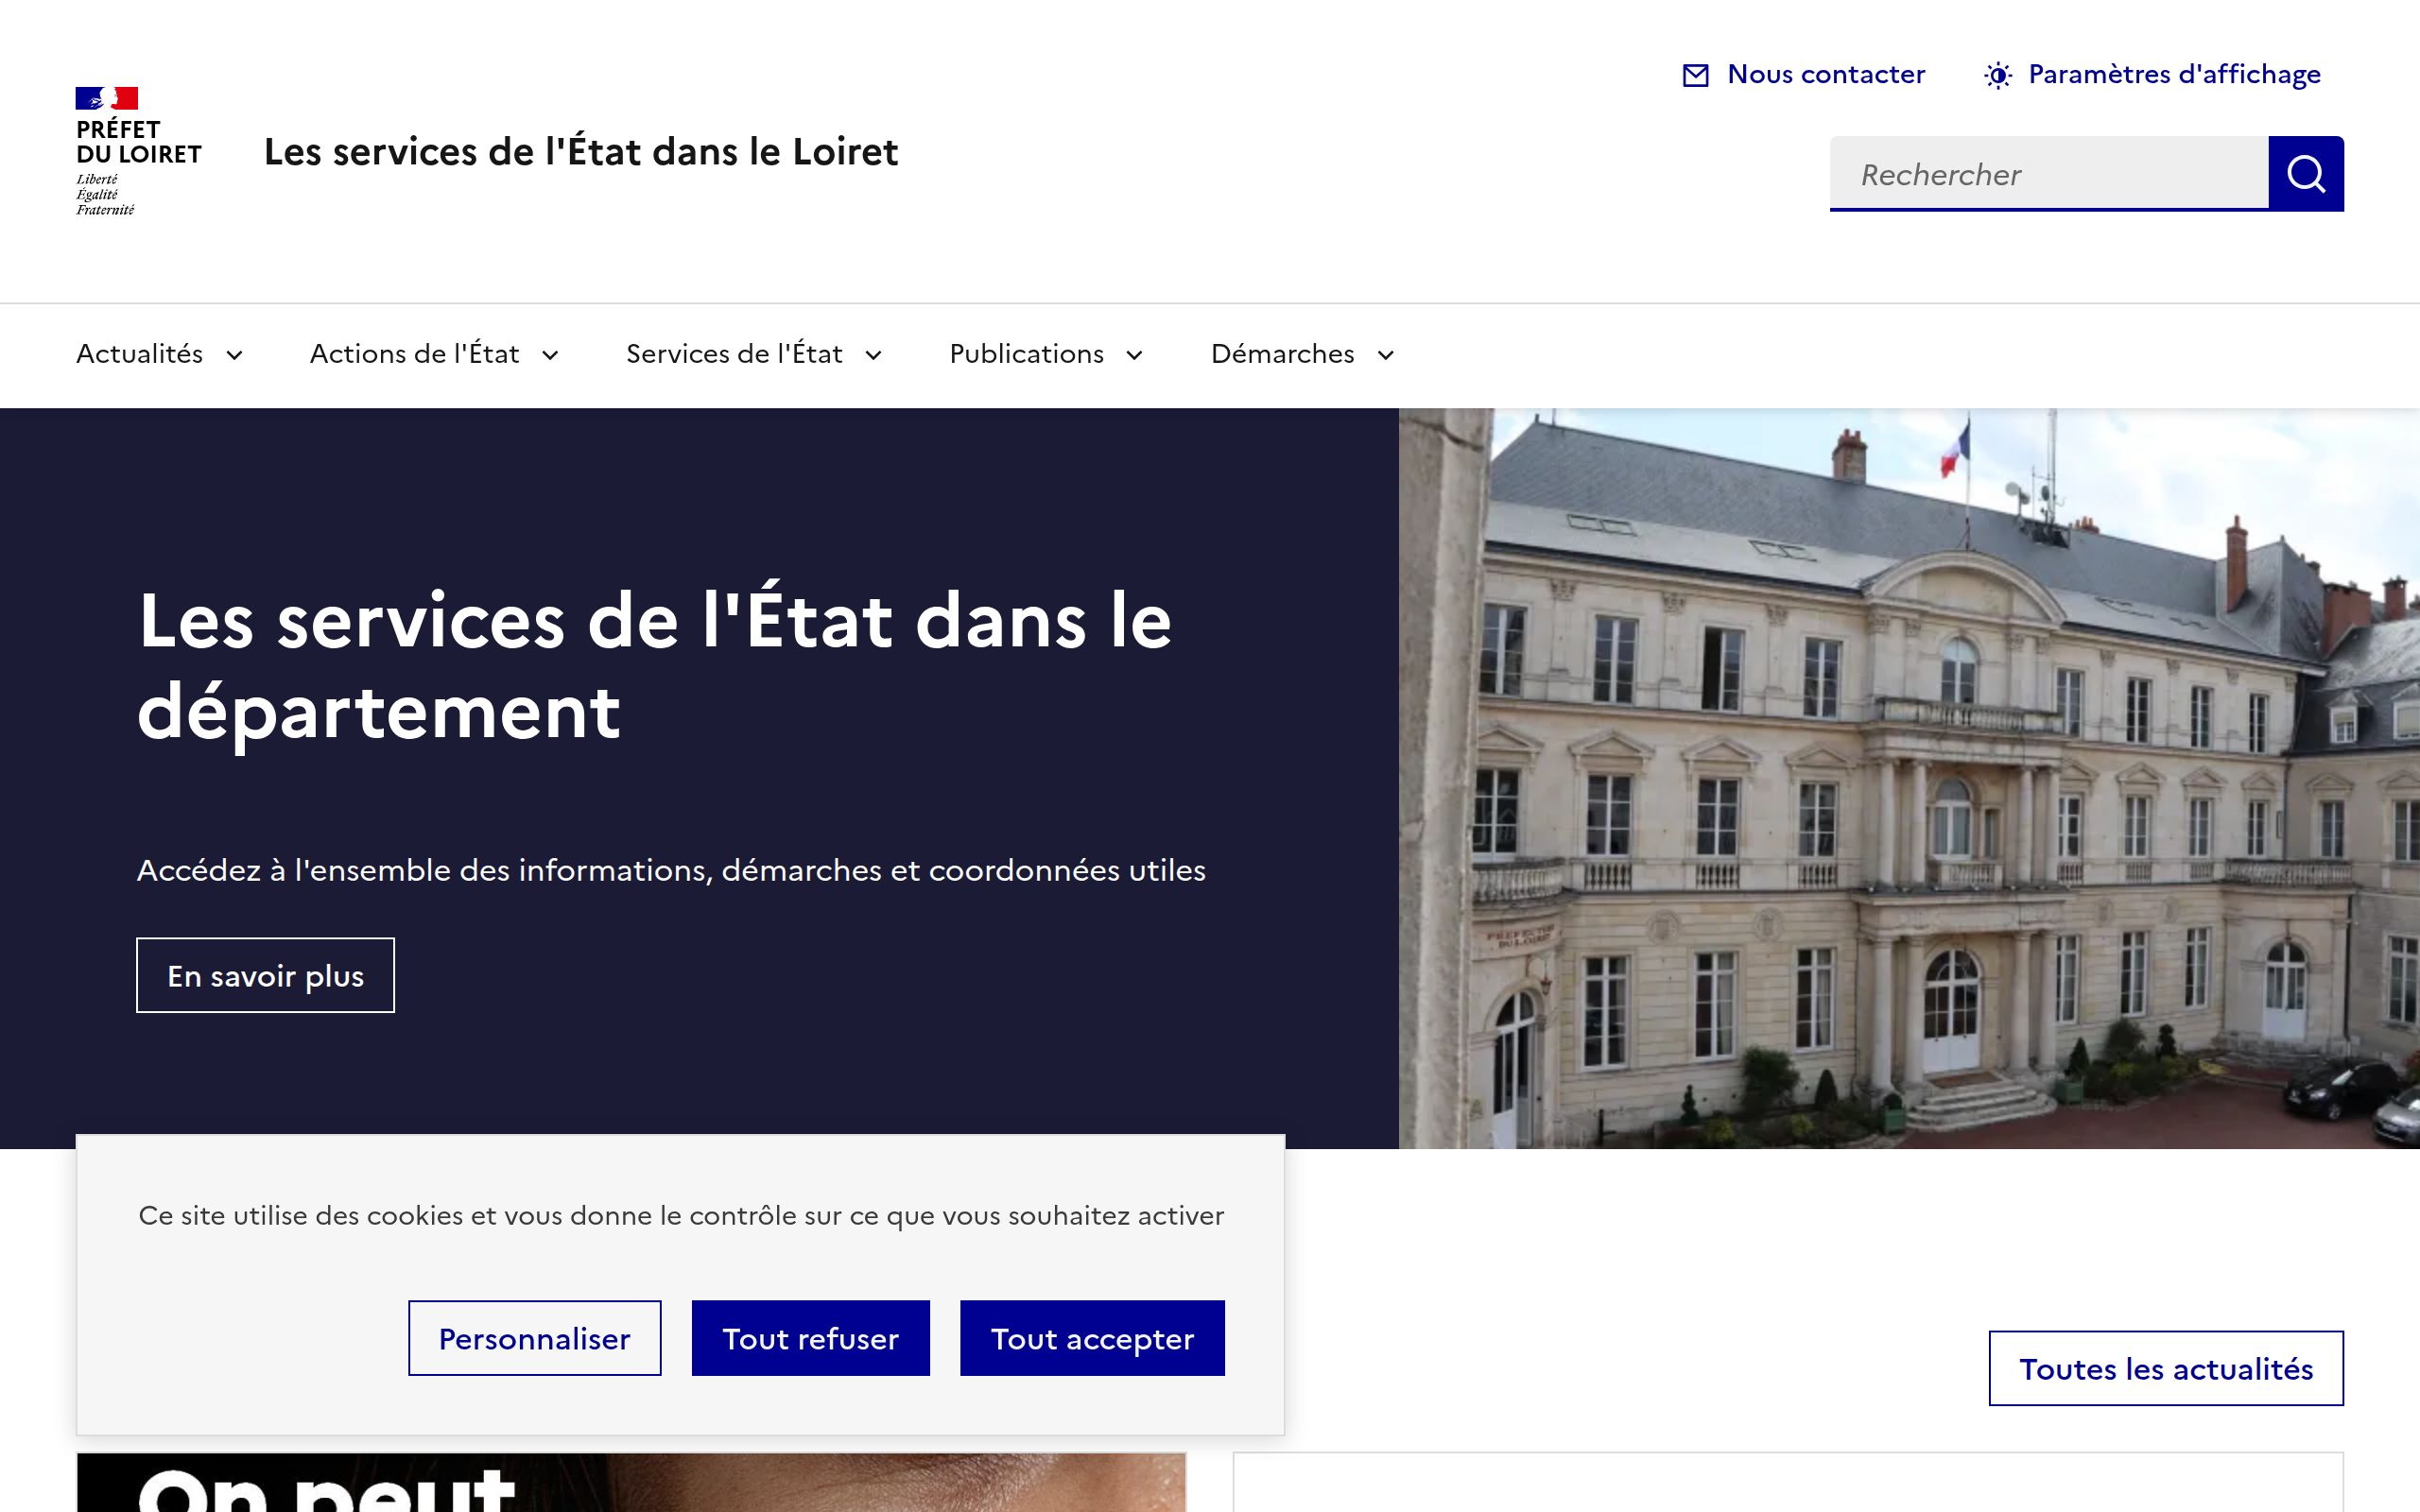 Nous contacter
Paramètres d'affichage
PRÉFET
DU LOIRET
Liberté
Égalité
Fraternité
Les services de l'État dans le Loiret
Rechercher
Actualités
Actions de l'État
Services de l'État
Publications
Démarches
Les services de l'État dans le
département
Accédez à l'ensemble des informations, démarches et coordonnées utiles
En savoir plus
PREFECTURE
DU LOIRET
Ce site utilise des cookies et vous donne le contrôle sur ce que vous souhaitez activer
Personnaliser
Tout refuser
Tout accepter
Toutes les actualités
On peut